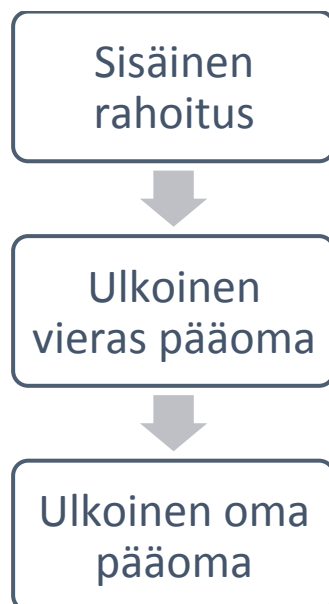 Sisäinen
rahoitus
Ulkoinen
vieras pääoma
Ulkoinen oma
pääoma